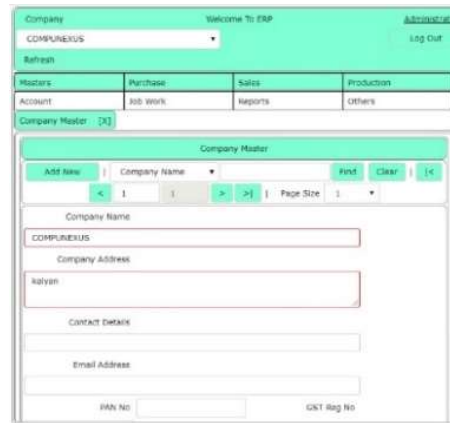 Company Welcome To ERP Administrat
COMPUNEXUS
Log Out
Refresh
Masters Purchase Sales Production
Account Job Work Reports Others
Company Master [X]
Company Master
Add New | Company Name Find Clear | |<
< 1 1 > >| | Page Size 1
Company Name
COMPUNEXUS
Company Address
kalyan
Contact Details
Email Address
PAN No GST Reg No